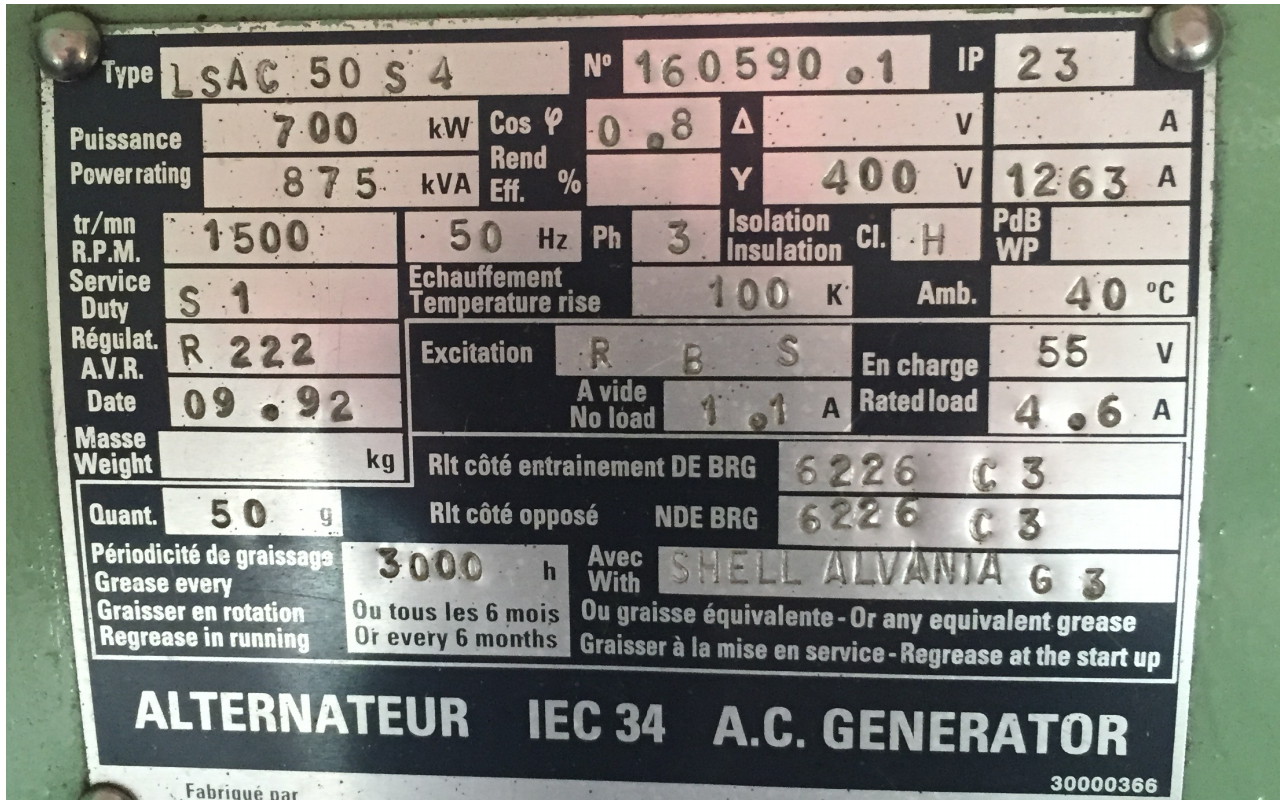 Type LSAC 50 S 4 Nº 160590.1 IP 23
Puissance 700 kW Cos φ 0.8 Δ V A
Powerrating 875 kVA Rend Eff. % Y 400 V 1263 A
tr/mn R.P.M. 1500 50 Hz Ph 3 Isolation Insulation Cl. H PdB WP
Service Duty S 1 Echauffement Temperature rise 100 K Amb. 40 ºC
Régulat. A.V.R. R 222 Excitation R B S En charge Rated load 55 V
Date 09.92 A vide No load 1.1 A 4.6 A
Masse Weight kg Rlt côté entrainement DE BRG 6226 C 3
Quant. 50 g Rlt côté opposé NDE BRG 6226 C 3
Périodicité de graissage
Grease every 3000 h Avec With SHELL ALVANIA G 3
Graisser en rotation Ou tous les 6 mois Ou graisse équivalente - Or any equivalent grease
Regrease in running Or every 6 months Graisser à la mise en service - Regrease at the start up
ALTERNATEUR IEC 34 A.C. GENERATOR
30000366
Fabriqué par